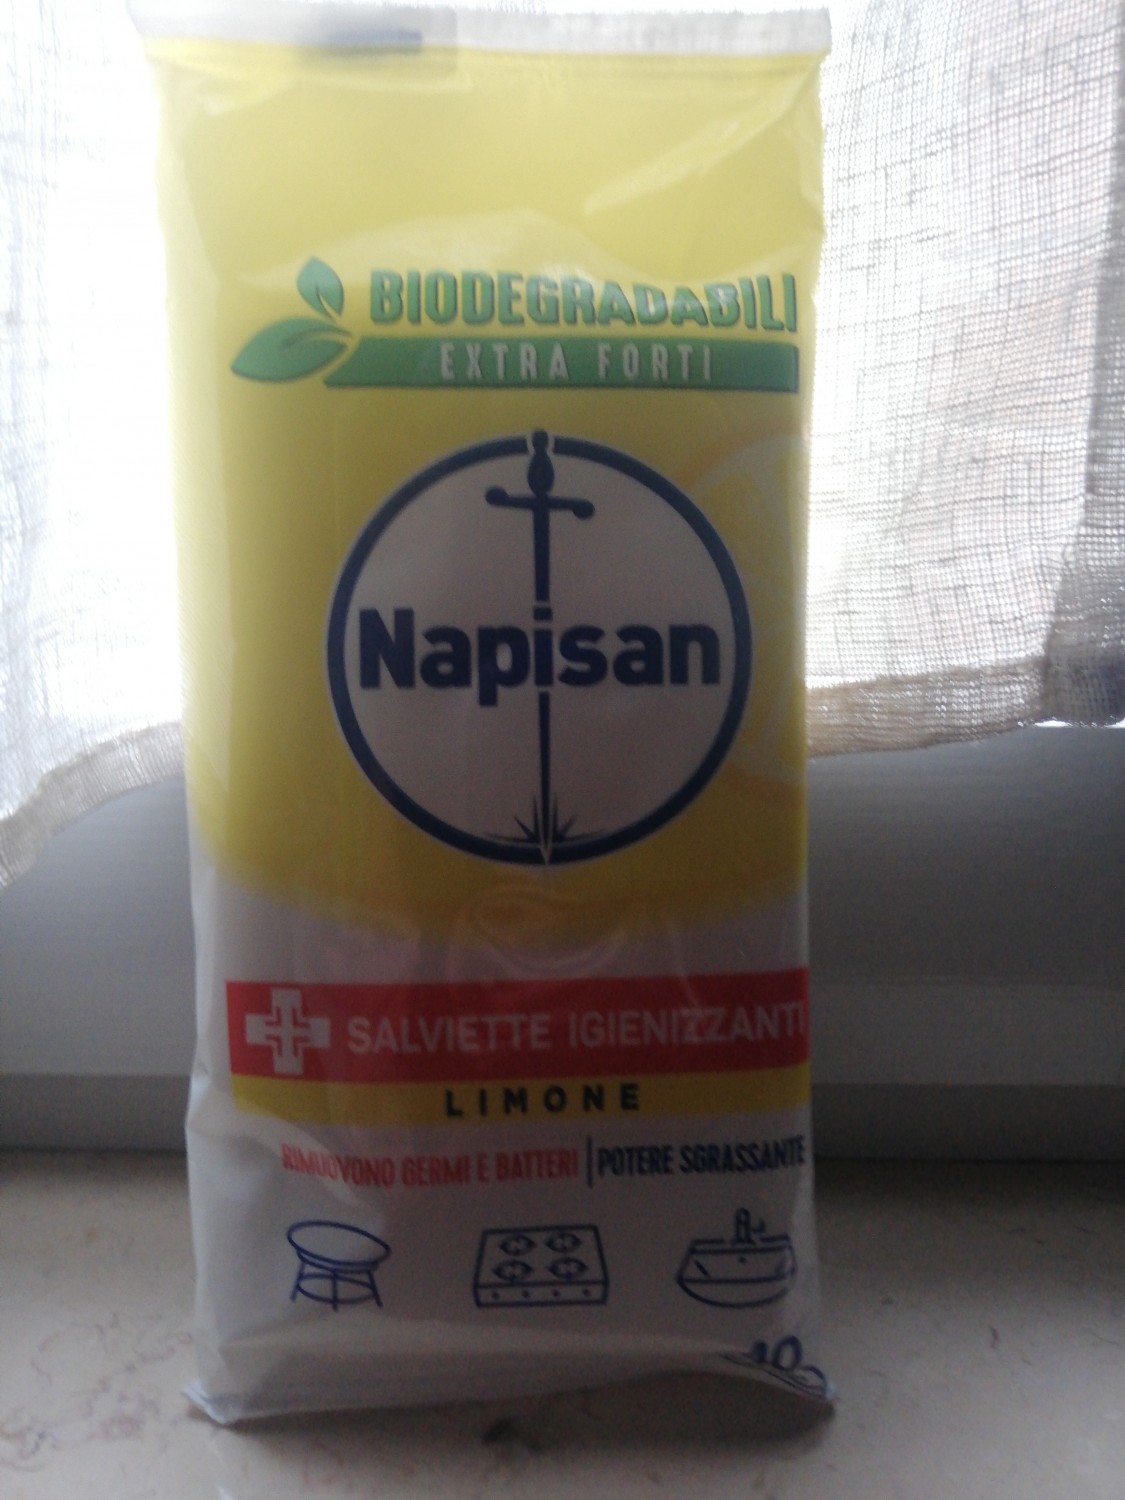 BIODEGRADABILI
EXTRA FORTI
Napisan
SALVIETTE IGIENIZZANTI
LIMONE
RIMUOVONO GERMI E BATTERI | POTERE SGRASSANTE